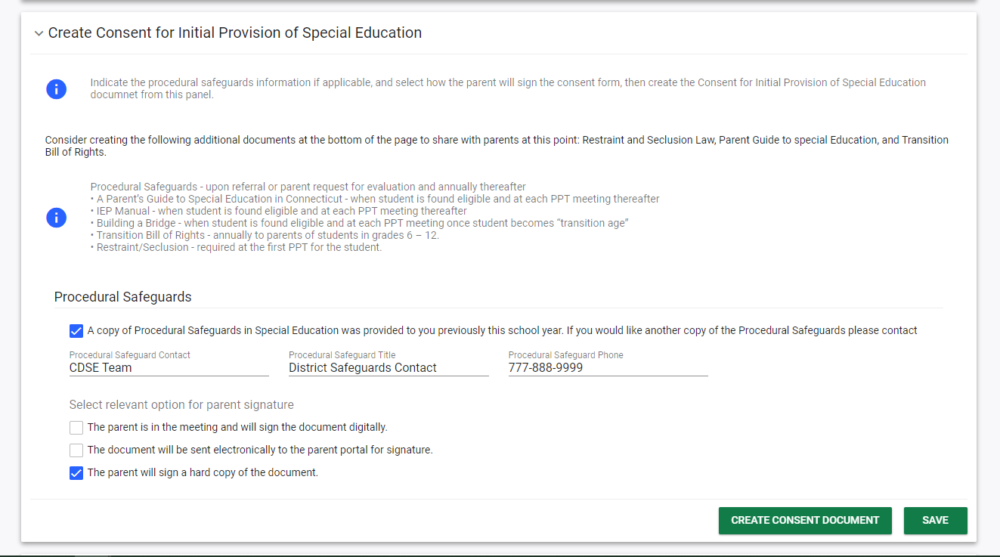 Create Consent for Initial Provision of Special Education
Indicate the procedural safeguards information if applicable, and select how the parent will sign the consent form, then create the Consent for Initial Provision of Special Education
documnet from this panel.
Consider creating the following additional documents at the bottom of the page to share with parents at this point: Restraint and Seclusion Law, Parent Guide to special Education, and Transition
Bill of Rights.
Procedural Safeguards - upon referral or parent request for evaluation and annually thereafter
• A Parent's Guide to Special Education in Connecticut - when student is found eligible and at each PPT meeting thereafter
• IEP Manual - when student is found eligible and at each PPT meeting thereafter
• Building a Bridge - when student is found eligible and at each PPT meeting once student becomes “transition age”
• Transition Bill of Rights - annually to parents of students in grades 6 – 12.
• Restraint/Seclusion - required at the first PPT for the student.
Procedural Safeguards
A copy of Procedural Safeguards in Special Education was provided to you previously this school year. If you would like another copy of the Procedural Safeguards please contact
Procedural Safeguard Contact Procedural Safeguard Title Procedural Safeguard Phone
CDSE Team District Safeguards Contact 777-888-9999
Select relevant option for parent signature
The parent is in the meeting and will sign the document digitally.
The document will be sent electronically to the parent portal for signature.
The parent will sign a hard copy of the document.
CREATE CONSENT DOCUMENT SAVE